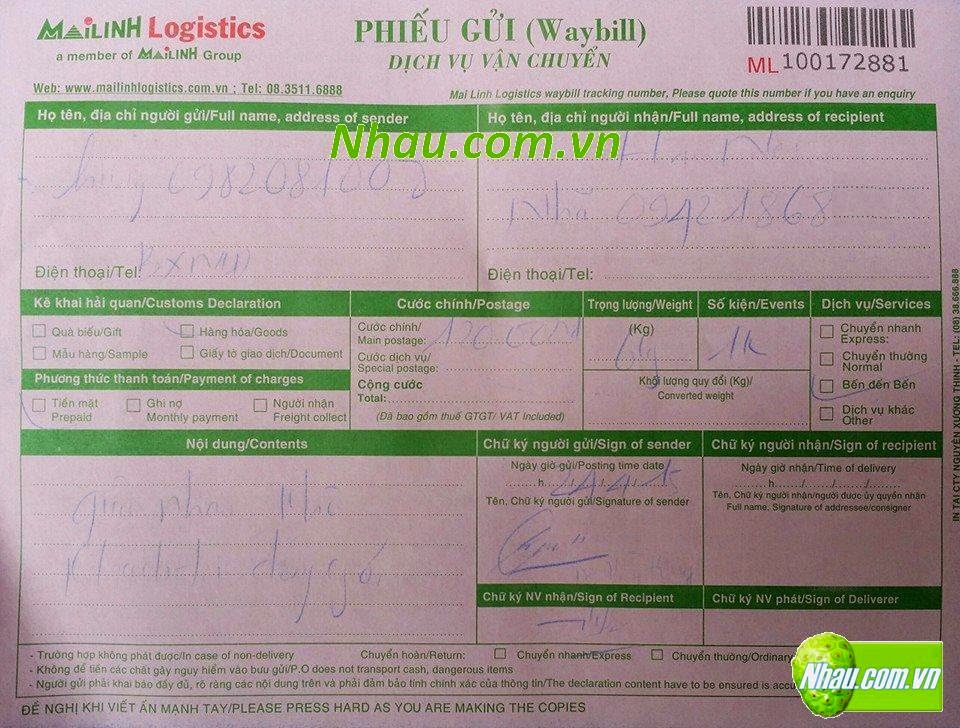 MAILINH Logistics
a member of MAILINH Group
Web: www.mailinhlogistics.com.vn ; Tel: 08.3511.6888
PHIẾU GỬI (Waybill)
DỊCH VỤ VẬN CHUYỂN
ML100172881
Mai Linh Logistics waybill tracking number, Please quote this number if you have an enquiry
Họ tên, địa chỉ người gửi/Full name, address of sender
Họ tên, địa chỉ người nhận/Full name, address of recipient
Nhau.com.vn
Nhã 09421868
Điện thoại/Tel:
Điện thoại/Tel:
Kê khai hải quan/Customs Declaration
Quà biếu/Gift
Hàng hóa/Goods
Mẫu hàng/Sample
Giấy tờ giao dịch/Document
Phương thức thanh toán/Payment of charges
Tiền mặt
Prepaid
Ghi nợ
Monthly payment
Người nhận
Freight collect
Cước chính/Postage
Cước chính/
Main postage:
Cước dịch vụ/
Special postage:
Cộng cước
Total:
(Đã bao gồm thuế GTGT/ VAT Included)
Trọng lượng/Weight
(Kg)
Số kiện/Events
1k
Khối lượng quy đổi (Kg)/
Converted weight
Dịch vụ/Services
Chuyển nhanh
Express:
Chuyển thường
Normal
Bến đến Bến
Dịch vụ khác
Other
Nội dung/Contents
Chữ ký người gửi/Sign of sender
Ngày giờ gửi/Posting time date
Tên, Chữ ký người gửi/Signature of sender
Chữ ký người nhận/Sign of recipient
Ngày giờ nhận/Time of delivery
Tên, Chữ ký người nhận/người được ủy quyền nhận
Full name, Signature of addressee/consigner
Chữ ký NV nhận/Sign of Recipient
Chữ ký NV phát/Sign of Deliverer
- Trường hợp không phát được/In case of non-delivery Chuyển hoàn/Return: Chuyển nhanh/Express Chuyển thường/Ordinary
- Không để tiền các chất gây nguy hiểm vào bưu gửi/P.O does not transport cash, dangerous items
- Người gửi phải khai báo đầy đủ, rõ ràng các nội dung trên và phải đảm bảo tính chính xác của thông tin/The declaration content have to be ensured is
ĐỀ NGHỊ KHI VIẾT ẤN MẠNH TAY/PLEASE PRESS HARD AS YOU ARE MAKING THE COPIES
IN TẠI CTY NGUYỄN XƯƠNG THỊNH - TEL: (08) 38.666.888
Nhau.com.vn